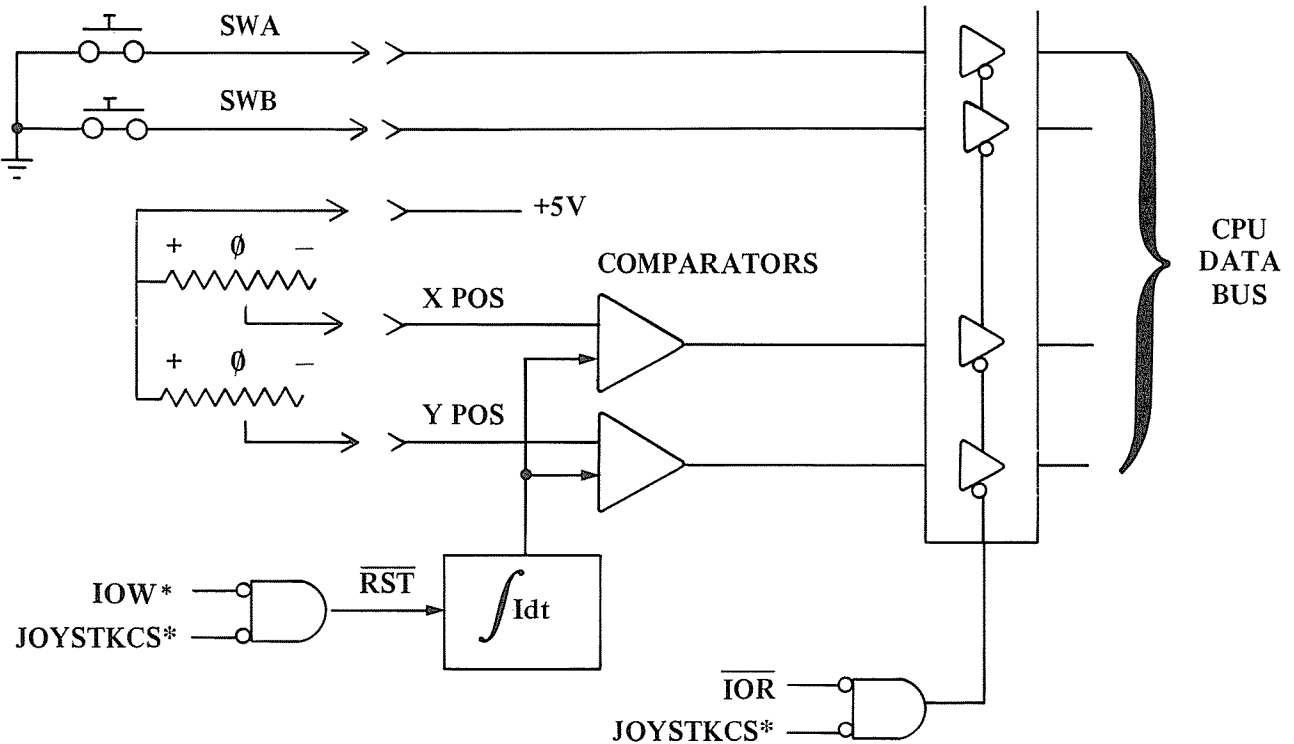 SWA
SWB
+5V
+ ϕ –
COMPARATORS
X POS
+ ϕ –
Y POS
CPU
DATA
BUS
IOW*
JOYSTKCS*
RST
∫Idt
IOR
JOYSTKCS*